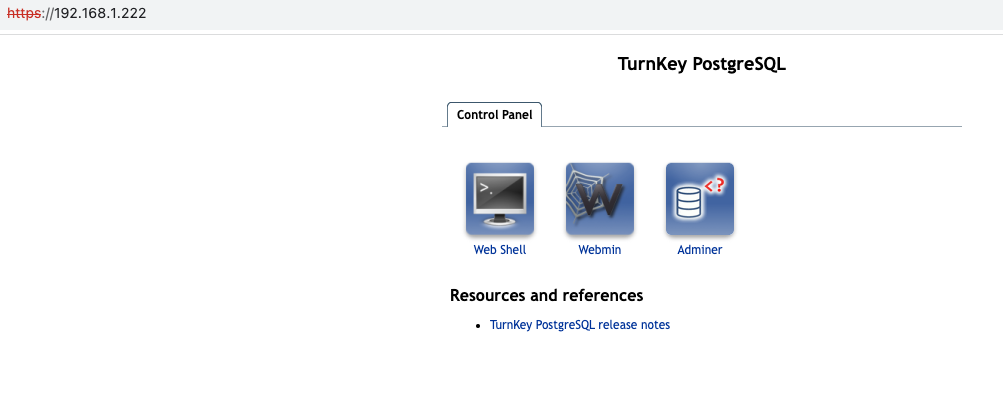 https://192.168.1.222
TurnKey PostgreSQL
Control Panel
>_
W
<?
Web Shell
Webmin
Adminer
Resources and references
TurnKey PostgreSQL release notes